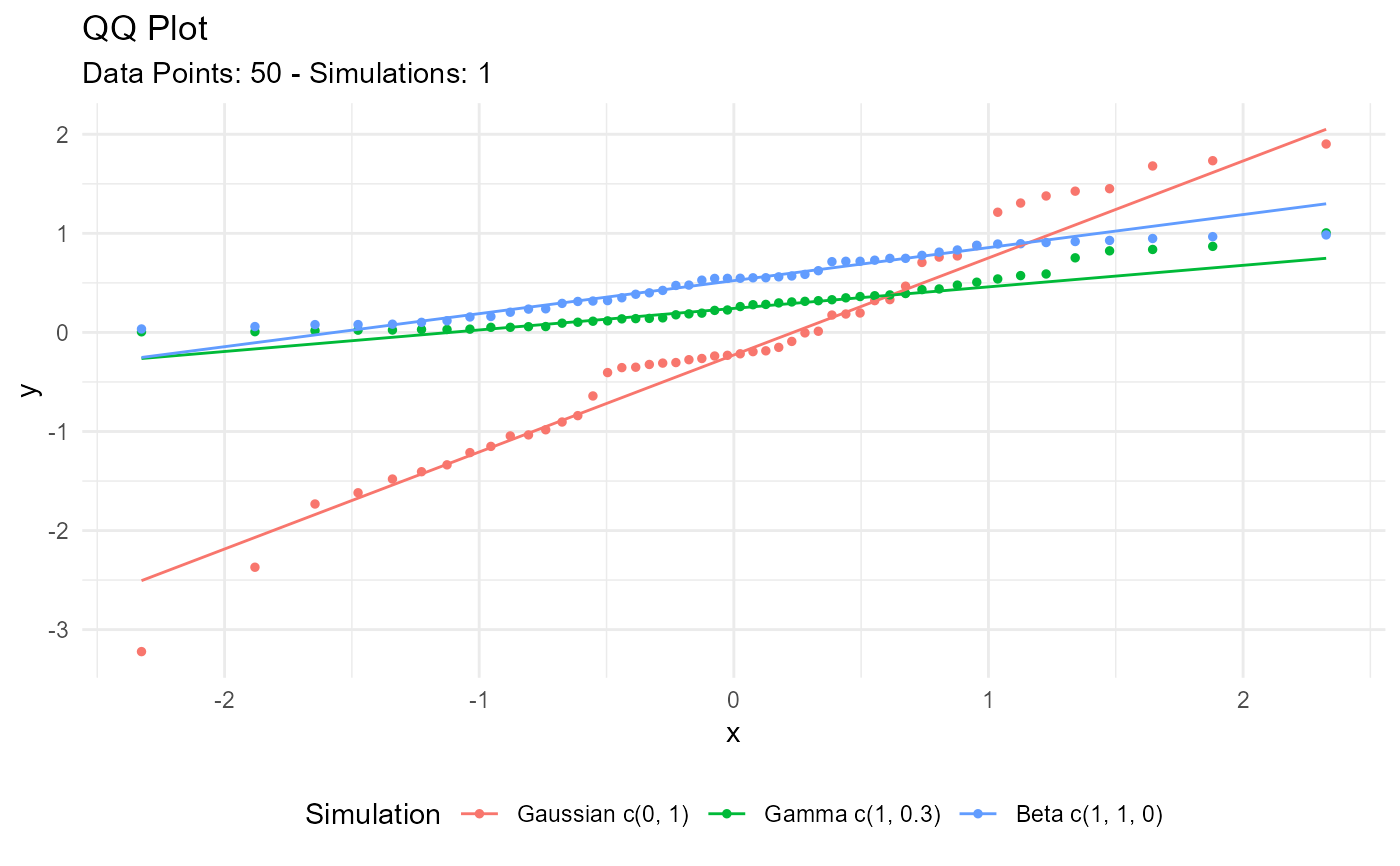 QQ Plot
Data Points: 50 - Simulations: 1
2
1
0
-1
-2
-3
y
-2
-1
0
1
2
x
Simulation
Gaussian c(0, 1)
Gamma c(1, 0.3)
Beta c(1, 1, 0)